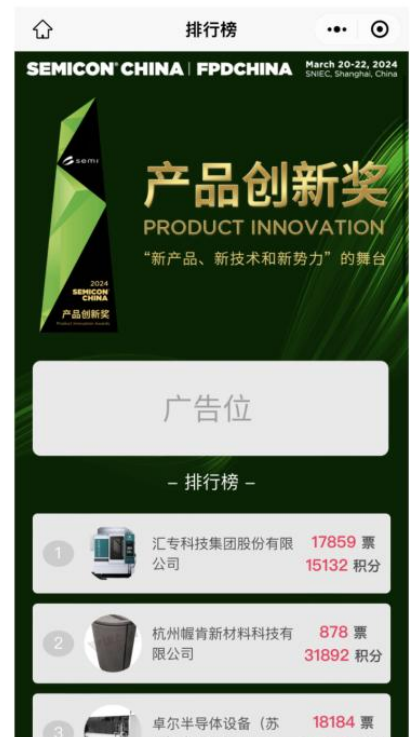 排行榜
SEMICON® CHINA | FPDCHINA
March 20-22, 2024
SNIEC, Shanghai, China
semi
产品创新奖
PRODUCT INNOVATION
“新产品、新技术和新势力”的舞台
2024
SEMICON
CHINA
产品创新奖
Product Innovation Awards
广告位
– 排行榜 –
1
汇专科技集团股份有限
公司
17859 票
15132 积分
2
杭州幄肯新材料科技有
限公司
878 票
31892 积分
3
卓尔半导体设备（苏
18184 票